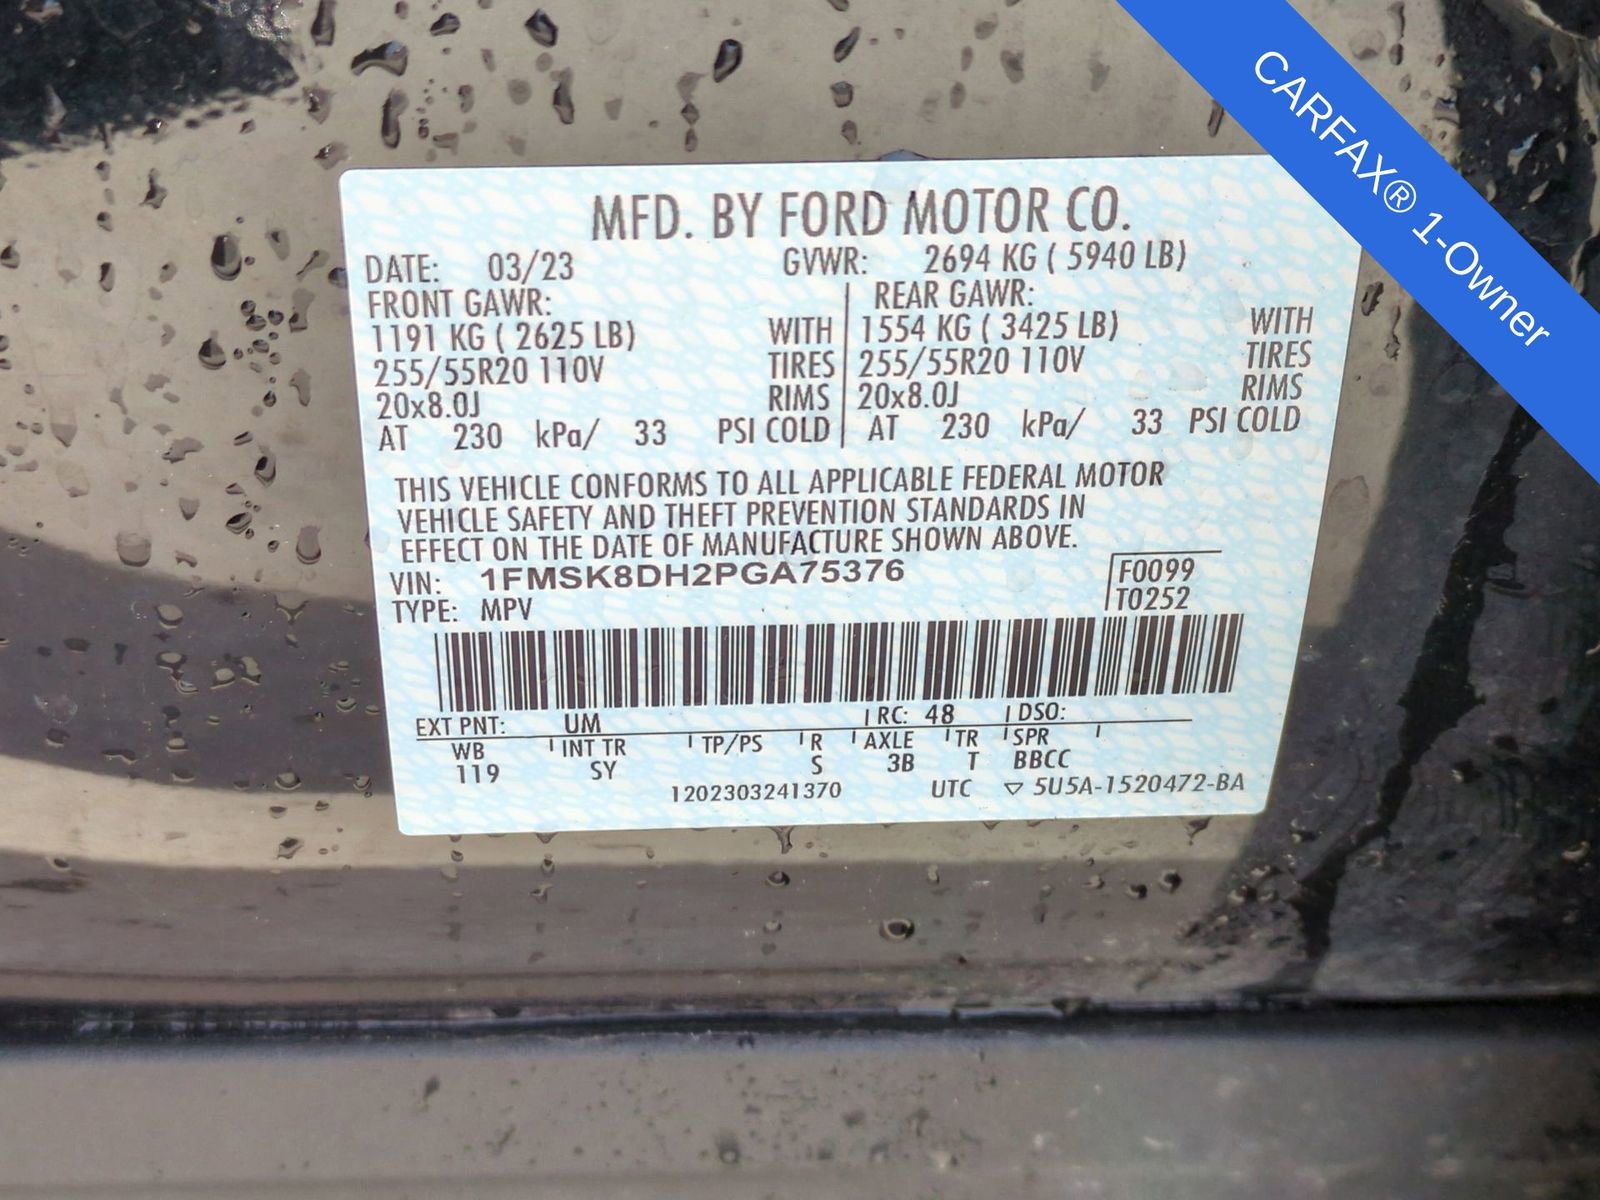 CARFAX® 1-Owner
MFD. BY FORD MOTOR CO.
DATE: 03/23 GVWR: 2694 KG ( 5940 LB)
FRONT GAWR: REAR GAWR:
1191 KG ( 2625 LB) WITH 1554 KG ( 3425 LB) WITH
255/55R20 110V TIRES 255/55R20 110V TIRES
20x8.0J RIMS 20x8.0J RIMS
AT 230 kPa/ 33 PSI COLD AT 230 kPa/ 33 PSI COLD
THIS VEHICLE CONFORMS TO ALL APPLICABLE FEDERAL MOTOR
VEHICLE SAFETY AND THEFT PREVENTION STANDARDS IN
EFFECT ON THE DATE OF MANUFACTURE SHOWN ABOVE.
VIN: 1FMSK8DH2PGA75376 F0099
TYPE: MPV T0252
EXT PNT: UM RC: 48 DSO:
WB INT TR TP/PS R AXLE TR SPR
119 SY S 3B T BBCC
1202303241370 UTC ▽ 5U5A-1520472-BA